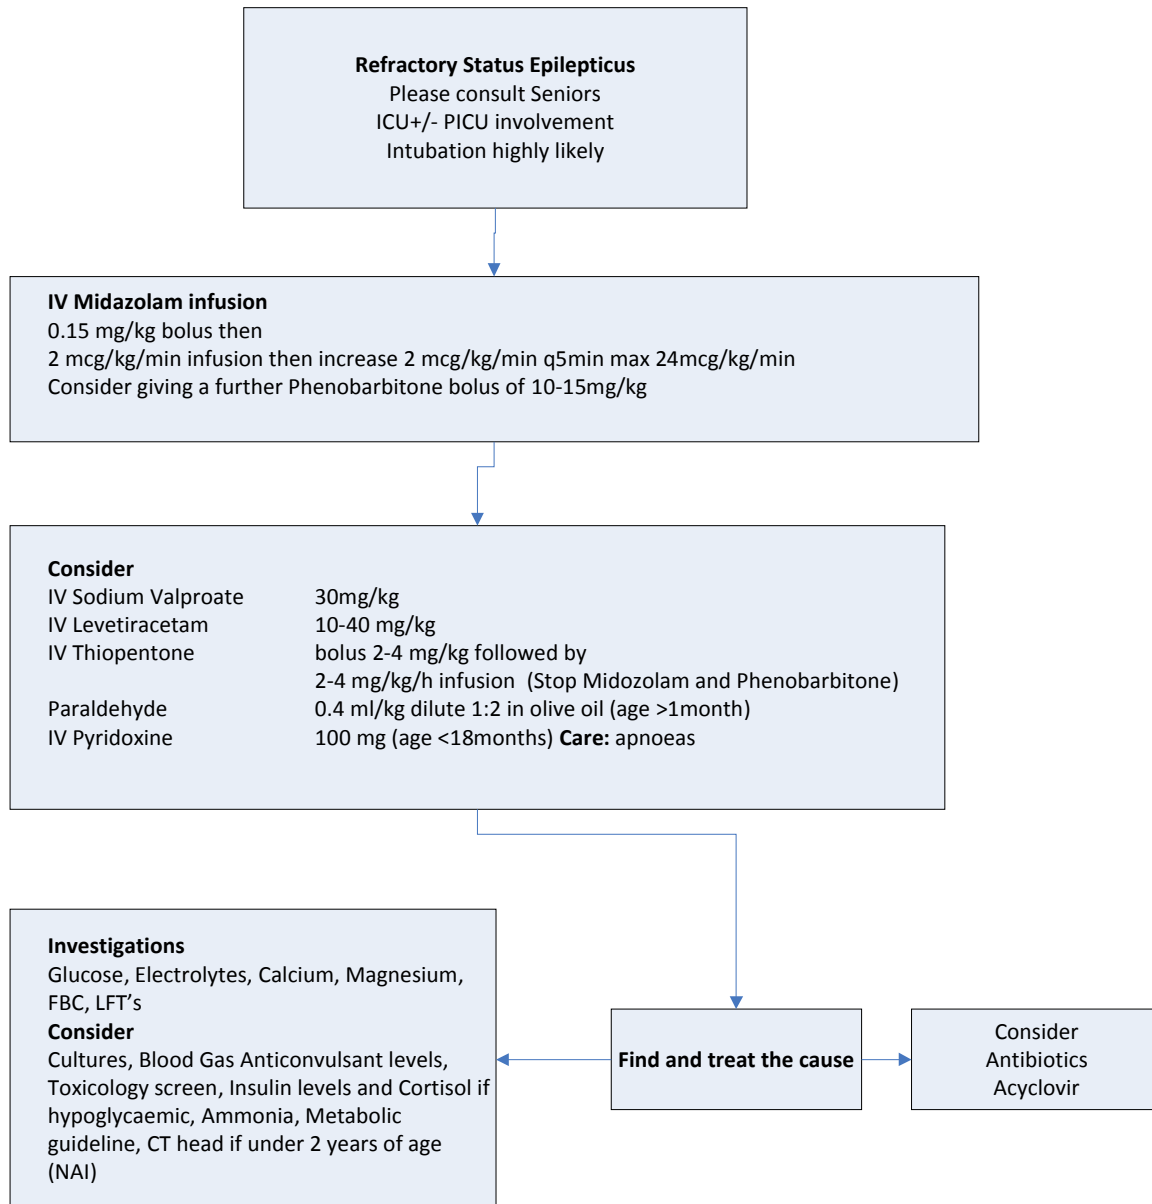 Refractory Status Epilepticus
Please consult Seniors
ICU+/- PICU involvement
Intubation highly likely
IV Midazolam infusion
0.15 mg/kg bolus then
2 mcg/kg/min infusion then increase 2 mcg/kg/min q5min max 24mcg/kg/min
Consider giving a further Phenobarbitone bolus of 10-15mg/kg
Consider
IV Sodium Valproate 30mg/kg
IV Levetiracetam 10-40 mg/kg
IV Thiopentone bolus 2-4 mg/kg followed by
2-4 mg/kg/h infusion (Stop Midozolam and Phenobarbitone)
Paraldehyde 0.4 ml/kg dilute 1:2 in olive oil (age >1month)
IV Pyridoxine 100 mg (age <18months) Care: apnoeas
Investigations
Glucose, Electrolytes, Calcium, Magnesium,
FBC, LFT’s
Consider
Cultures, Blood Gas Anticonvulsant levels,
Toxicology screen, Insulin levels and Cortisol if
hypoglycaemic, Ammonia, Metabolic
guideline, CT head if under 2 years of age
(NAI)
Find and treat the cause
Consider
Antibiotics
Acyclovir